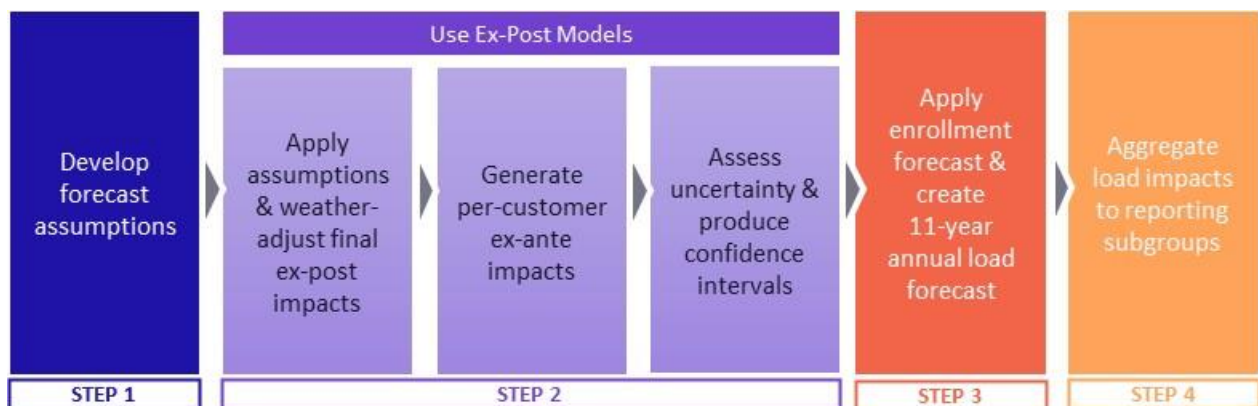 Use Ex-Post Models
Develop
forecast
assumptions
Apply
assumptions
& weather-
adjust final
ex-post
impacts
Generate
per-customer
ex-ante
impacts
Assess
uncertainty &
produce
confidence
intervals
Apply
enrollment
forecast &
create
11-year
annual load
forecast
Aggregate
load impacts
to reporting
subgroups
STEP 1
STEP 2
STEP 3
STEP 4